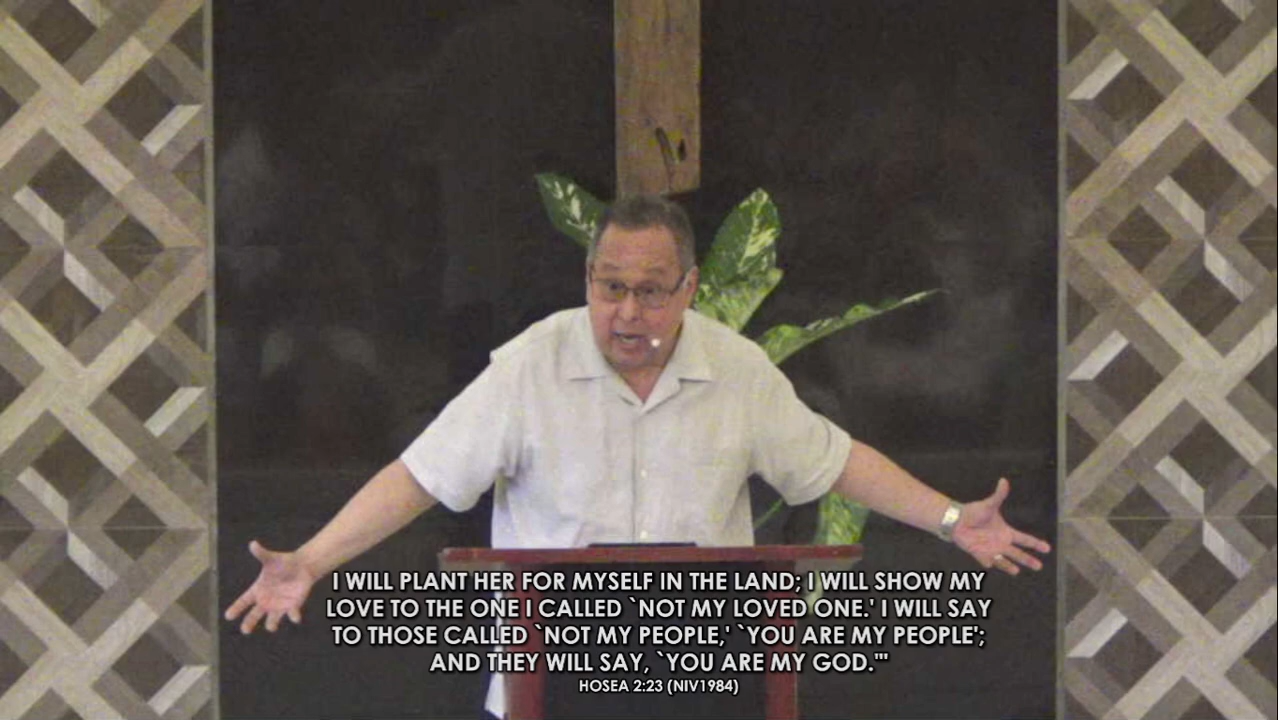 I WILL PLANT HER FOR MYSELF IN THE LAND; I WILL SHOW MY
LOVE TO THE ONE I CALLED `NOT MY LOVED ONE.' I WILL SAY
TO THOSE CALLED `NOT MY PEOPLE,' `YOU ARE MY PEOPLE';
AND THEY WILL SAY, `YOU ARE MY GOD.'"
HOSEA 2:23 (NIV1984)